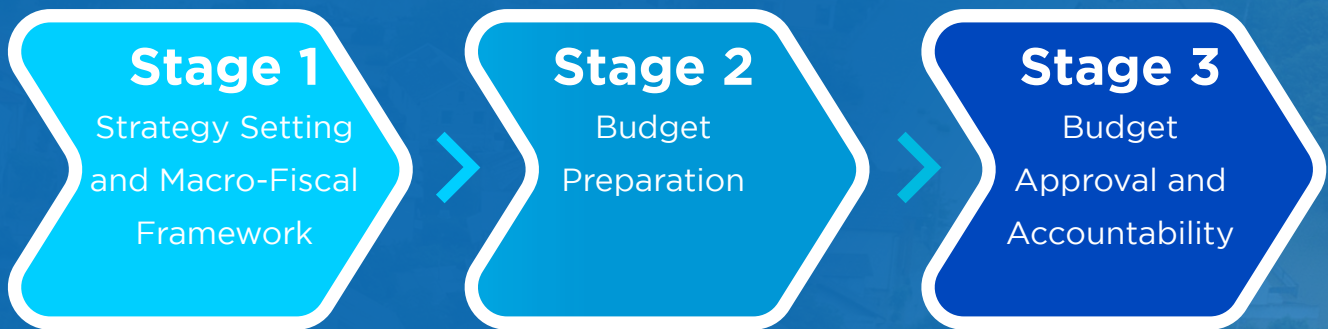 Stage 1
Strategy Setting
and Macro-Fiscal
Framework
Stage 2
Budget
Preparation
Stage 3
Budget
Approval and
Accountability